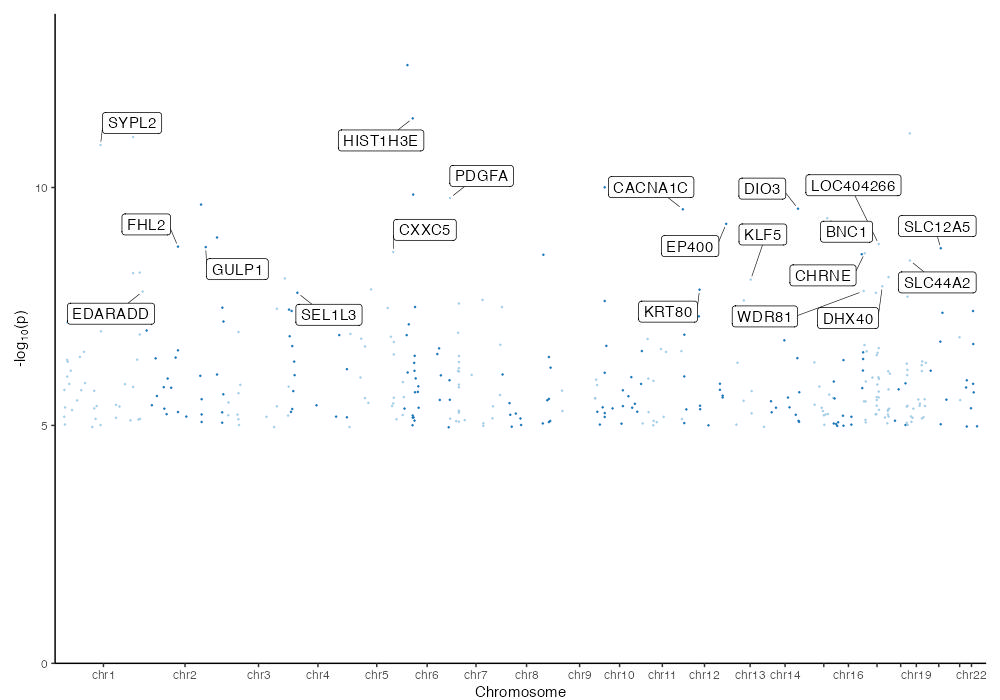 SYPL2
HIST1H3E
PDGFA
CACNA1C
DIO3
LOC404266
FHL2
CXXC5
KLF5
BNC1
SLC12A5
EP400
GULP1
CHRNE
SLC44A2
EDARADD
SEL1L3
KRT80
WDR81
DHX40
10
5
0
-log10(p)
chr1 chr2 chr3 chr4 chr5 chr6 chr7 chr8 chr9 chr10 chr11 chr12 chr13 chr14 chr16 chr19 chr22
Chromosome